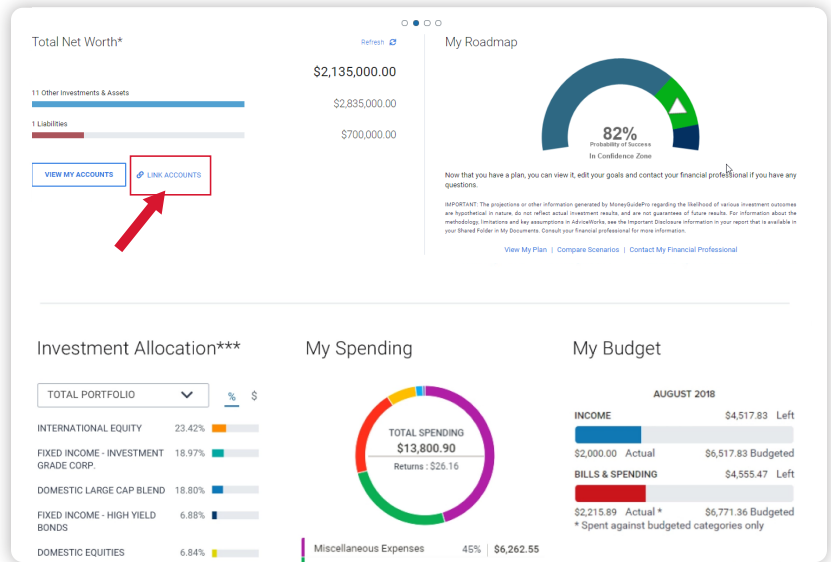 Total Net Worth*
Refresh
$2,135,000.00
11 Other Investments & Assets
$2,835,000.00
1 Liabilities
$700,000.00
VIEW MY ACCOUNTS
LINK ACCOUNTS
My Roadmap
82%
Probability of Success
In Confidence Zone
Now that you have a plan, you can view it, edit your goals and contact your financial professional if you have any
questions.
IMPORTANT: The projections or other information generated by MoneyGuidePro regarding the likelihood of various investment outcomes
are hypothetical in nature, do not reflect actual investment results, and are not guarantees of future results. For information about the
methodology, limitations and key assumptions in AdviceWorks, see the Important Disclosure information in your report that is available in
your Shared Folder in My Documents. Consult your financial professional for more information.
View My Plan | Compare Scenarios | Contact My Financial Professional
Investment Allocation***
TOTAL PORTFOLIO
% $
INTERNATIONAL EQUITY 23.42%
FIXED INCOME - INVESTMENT 18.97%
GRADE CORP.
DOMESTIC LARGE CAP BLEND 18.80%
FIXED INCOME - HIGH YIELD 6.88%
BONDS
DOMESTIC EQUITIES 6.84%
My Spending
TOTAL SPENDING
$13,800.90
Returns : $26.16
Miscellaneous Expenses 45% $6,262.55
My Budget
AUGUST 2018
INCOME $4,517.83 Left
$2,000.00 Actual $6,517.83 Budgeted
BILLS & SPENDING $4,555.47 Left
$2,215.89 Actual * $6,771.36 Budgeted
* Spent against budgeted categories only